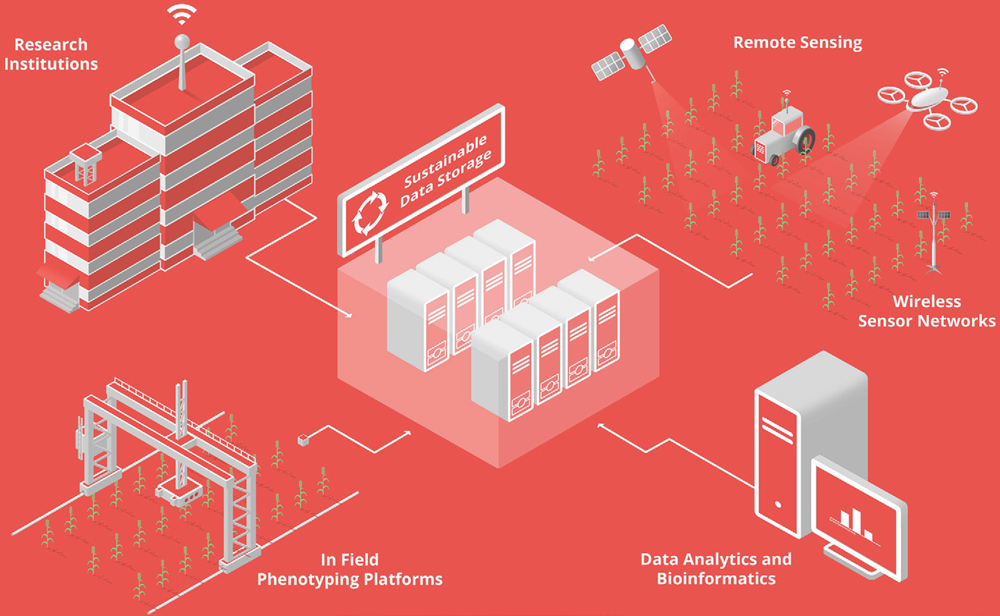 Research
Institutions
Remote Sensing
Sustainable
Data Storage
Wireless
Sensor Networks
In Field
Phenotyping Platforms
Data Analytics and
Bioinformatics